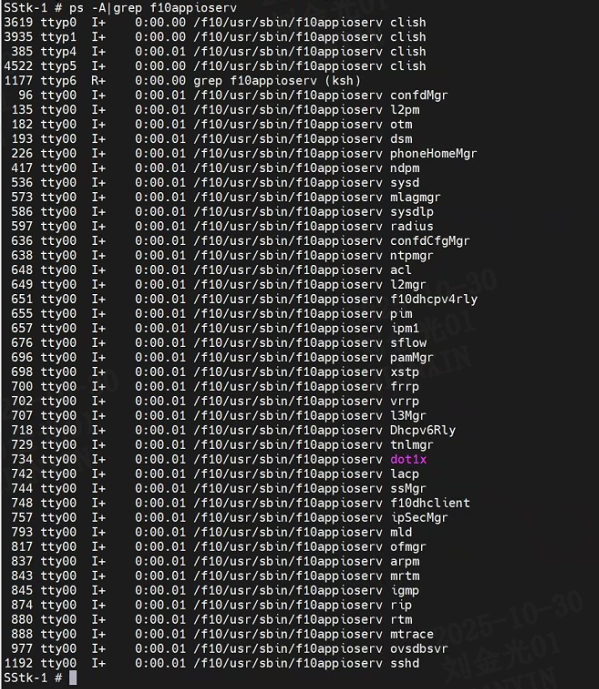 SStk-1 # ps -A|grep f10appioserv
3619 ttyp0  I+    0:00.00 /f10/usr/sbin/f10appioserv clish
3935 ttyp1  I+    0:00.00 /f10/usr/sbin/f10appioserv clish
385 ttyp4  I+    0:00.01 /f10/usr/sbin/f10appioserv clish
4522 ttyp5  I+    0:00.00 /f10/usr/sbin/f10appioserv clish
1177 ttyp6  R+    0:00.00 grep f10appioserv (ksh)
96 tty00  I+    0:00.01 /f10/usr/sbin/f10appioserv confdMgr
135 tty00  I+    0:00.01 /f10/usr/sbin/f10appioserv l2pm
182 tty00  I+    0:00.01 /f10/usr/sbin/f10appioserv otm
193 tty00  I+    0:00.01 /f10/usr/sbin/f10appioserv dsm
226 tty00  I+    0:00.01 /f10/usr/sbin/f10appioserv phoneHomeMgr
417 tty00  I+    0:00.01 /f10/usr/sbin/f10appioserv ndpm
536 tty00  I+    0:00.01 /f10/usr/sbin/f10appioserv sysd
573 tty00  I+    0:00.01 /f10/usr/sbin/f10appioserv mlagmgr
586 tty00  I+    0:00.01 /f10/usr/sbin/f10appioserv sysdlp
597 tty00  I+    0:00.01 /f10/usr/sbin/f10appioserv radius
636 tty00  I+    0:00.01 /f10/usr/sbin/f10appioserv confdCfgMgr
638 tty00  I+    0:00.01 /f10/usr/sbin/f10appioserv ntpmgr
648 tty00  I+    0:00.01 /f10/usr/sbin/f10appioserv acl
649 tty00  I+    0:00.01 /f10/usr/sbin/f10appioserv l2mgr
651 tty00  I+    0:00.01 /f10/usr/sbin/f10appioserv f10dhcpv4rly
655 tty00  I+    0:00.01 /f10/usr/sbin/f10appioserv pim
657 tty00  I+    0:00.01 /f10/usr/sbin/f10appioserv ipm1
676 tty00  I+    0:00.01 /f10/usr/sbin/f10appioserv sflow
696 tty00  I+    0:00.01 /f10/usr/sbin/f10appioserv pamMgr
698 tty00  I+    0:00.01 /f10/usr/sbin/f10appioserv xstp
700 tty00  I+    0:00.01 /f10/usr/sbin/f10appioserv frrp
702 tty00  I+    0:00.01 /f10/usr/sbin/f10appioserv vrrp
707 tty00  I+    0:00.01 /f10/usr/sbin/f10appioserv l3Mgr
718 tty00  I+    0:00.01 /f10/usr/sbin/f10appioserv Dhcpv6Rly
729 tty00  I+    0:00.01 /f10/usr/sbin/f10appioserv tnlmgr
734 tty00  I+    0:00.01 /f10/usr/sbin/f10appioserv dot1x
742 tty00  I+    0:00.01 /f10/usr/sbin/f10appioserv lacp
744 tty00  I+    0:00.01 /f10/usr/sbin/f10appioserv ssMgr
748 tty00  I+    0:00.01 /f10/usr/sbin/f10appioserv f10dhclient
757 tty00  I+    0:00.01 /f10/usr/sbin/f10appioserv ipSecMgr
793 tty00  I+    0:00.01 /f10/usr/sbin/f10appioserv mld
817 tty00  I+    0:00.01 /f10/usr/sbin/f10appioserv ofmgr
837 tty00  I+    0:00.01 /f10/usr/sbin/f10appioserv arpm
843 tty00  I+    0:00.01 /f10/usr/sbin/f10appioserv mrtm
845 tty00  I+    0:00.01 /f10/usr/sbin/f10appioserv igmp
874 tty00  I+    0:00.01 /f10/usr/sbin/f10appioserv rip
880 tty00  I+    0:00.01 /f10/usr/sbin/f10appioserv rtm
888 tty00  I+    0:00.01 /f10/usr/sbin/f10appioserv mtrace
977 tty00  I+    0:00.01 /f10/usr/sbin/f10appioserv ovsdbsvr
1192 tty00  I+    0:00.01 /f10/usr/sbin/f10appioserv sshd
SStk-1 #
2025-10-30
刘金光01